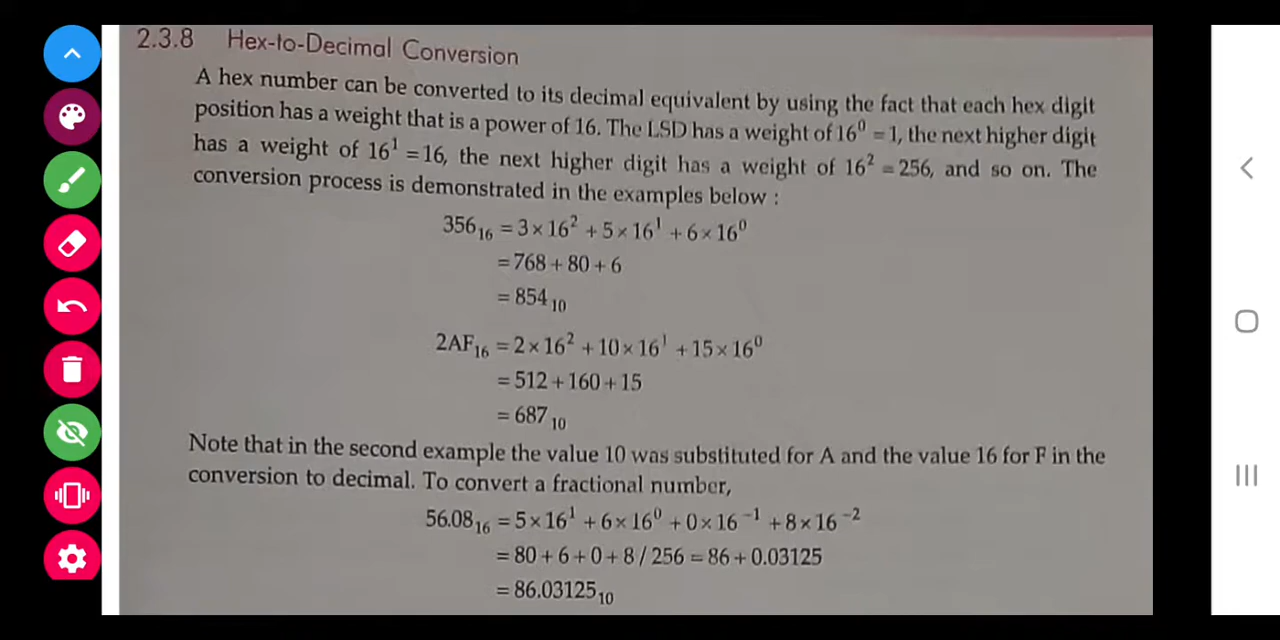 2.3.8 Hex-to-Decimal Conversion
A hex number can be converted to its decimal equivalent by using the fact that each hex digit
position has a weight that is a power of 16. The LSD has a weight of 16⁰ = 1, the next higher digit
has a weight of 16¹ = 16, the next higher digit has a weight of 16² = 256, and so on. The
conversion process is demonstrated in the examples below :
356₁₆ = 3 × 16² + 5 × 16¹ + 6 × 16⁰
= 768 + 80 + 6
= 854₁₀
2AF₁₆ = 2 × 16² + 10 × 16¹ + 15 × 16⁰
= 512 + 160 + 15
= 687₁₀
Note that in the second example the value 10 was substituted for A and the value 16 for F in the
conversion to decimal. To convert a fractional number,
56.08₁₆ = 5 × 16¹ + 6 × 16⁰ + 0 × 16⁻¹ + 8 × 16⁻²
= 80 + 6 + 0 + 8 / 256 = 86 + 0.03125
= 86.03125₁₀